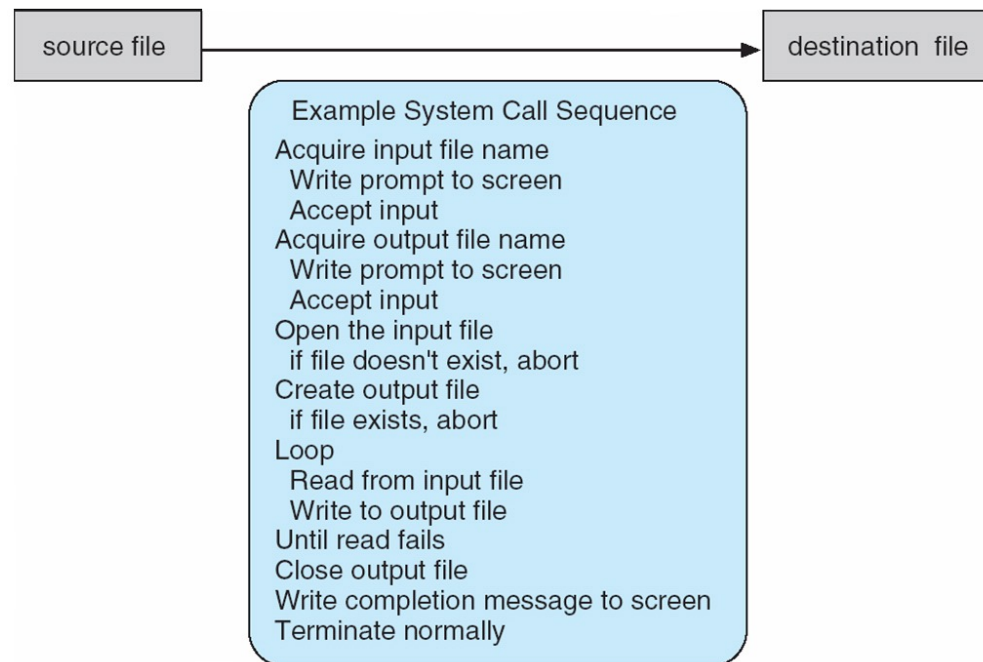 source file
destination file
Example System Call Sequence
Acquire input file name
Write prompt to screen
Accept input
Acquire output file name
Write prompt to screen
Accept input
Open the input file
if file doesn't exist, abort
Create output file
if file exists, abort
Loop
Read from input file
Write to output file
Until read fails
Close output file
Write completion message to screen
Terminate normally